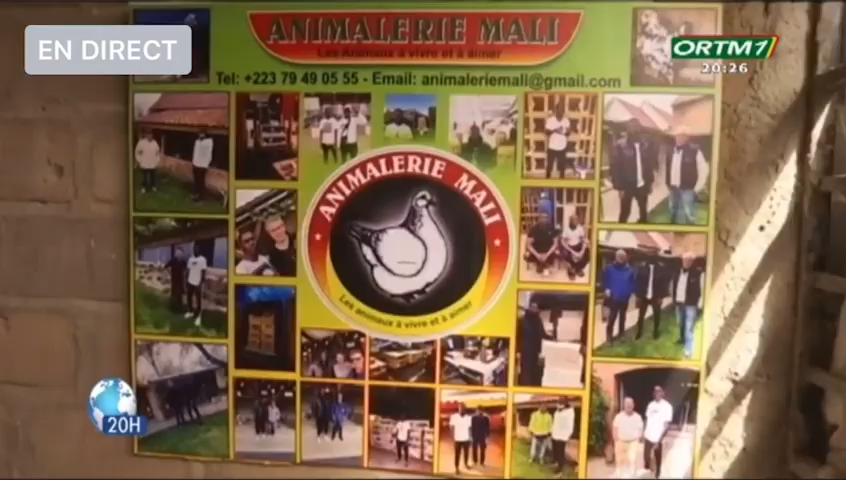 EN DIRECT
ANIMALERIE MALI
Les Animaux à vivre et à aimer
Tel: +223 79 49 05 55 - Email: animaleriemali@gmail.com
ORTM1
20:26
ANIMALERIE MALI
Les animaux à vivre et à aimer
20H